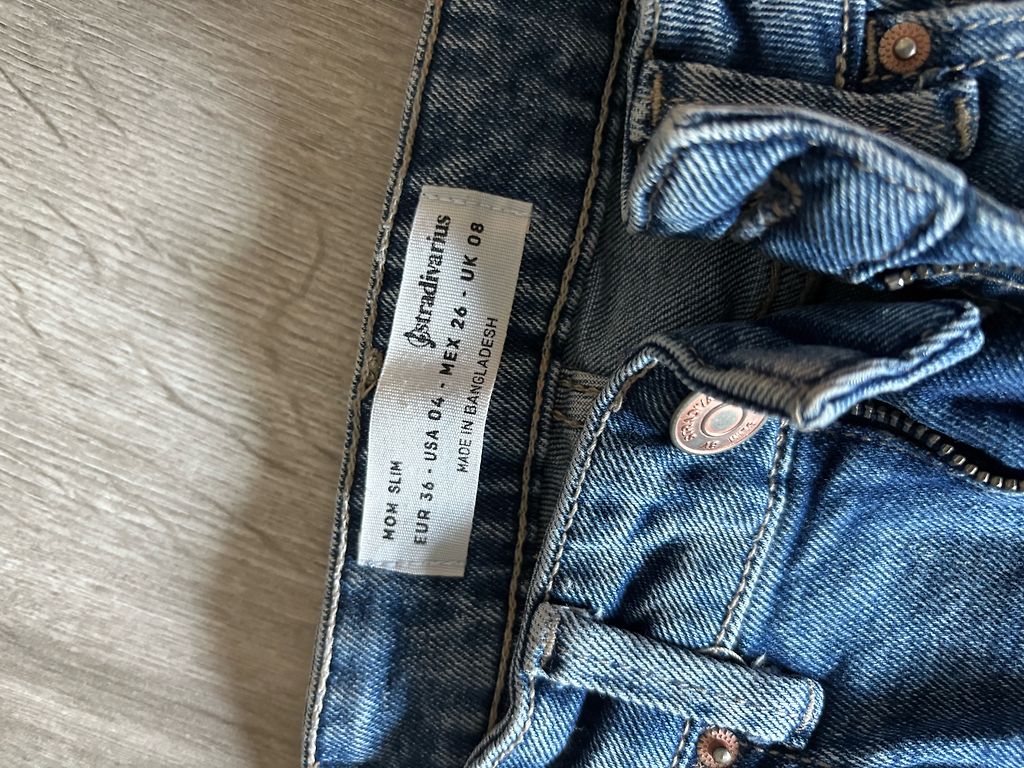 Stradivarius
MOM SLIM
EUR 36 - USA 04 - MEX 26 - UK 08
MADE IN BANGLADESH